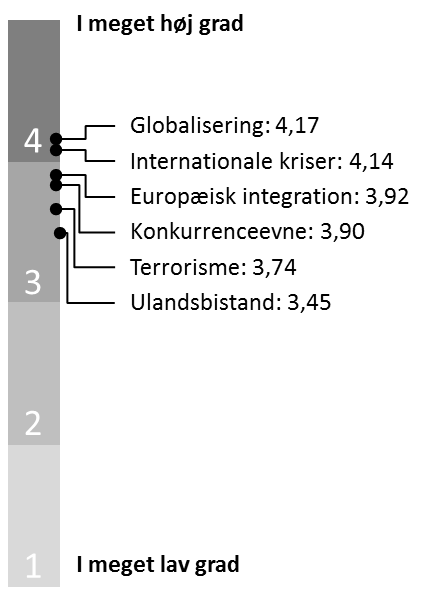 I meget høj grad
4
Globalisering: 4,17
Internationale kriser: 4,14
Europæisk integration: 3,92
Konkurrenceevne: 3,90
Terrorisme: 3,74
3
Ulandsbistand: 3,45
2
1
I meget lav grad